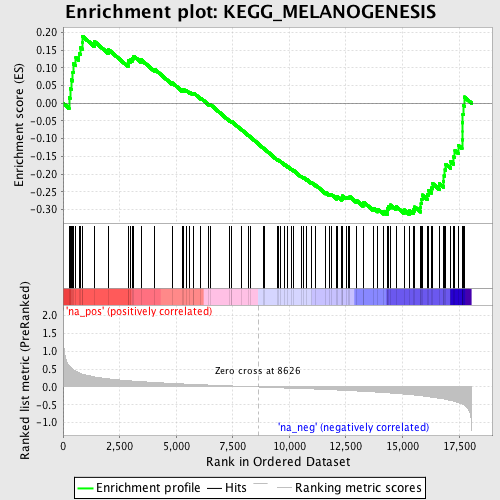 Enrichment plot: KEGG_MELANOGENESIS
Enrichment score (ES)
0.20
0.15
0.10
0.05
0.00
-0.05
-0.10
-0.15
-0.20
-0.25
-0.30
'na_pos' (positively correlated)
Ranked list metric (PreRanked)
2.0
1.5
1.0
0.5
0.0
-0.5
-1.0
Zero cross at 8626
'na_neg' (negatively correlated)
0
2,500
5,000
7,500
10,000
12,500
15,000
17,500
Rank in Ordered Dataset
Enrichment profile
Hits
Ranking metric scores